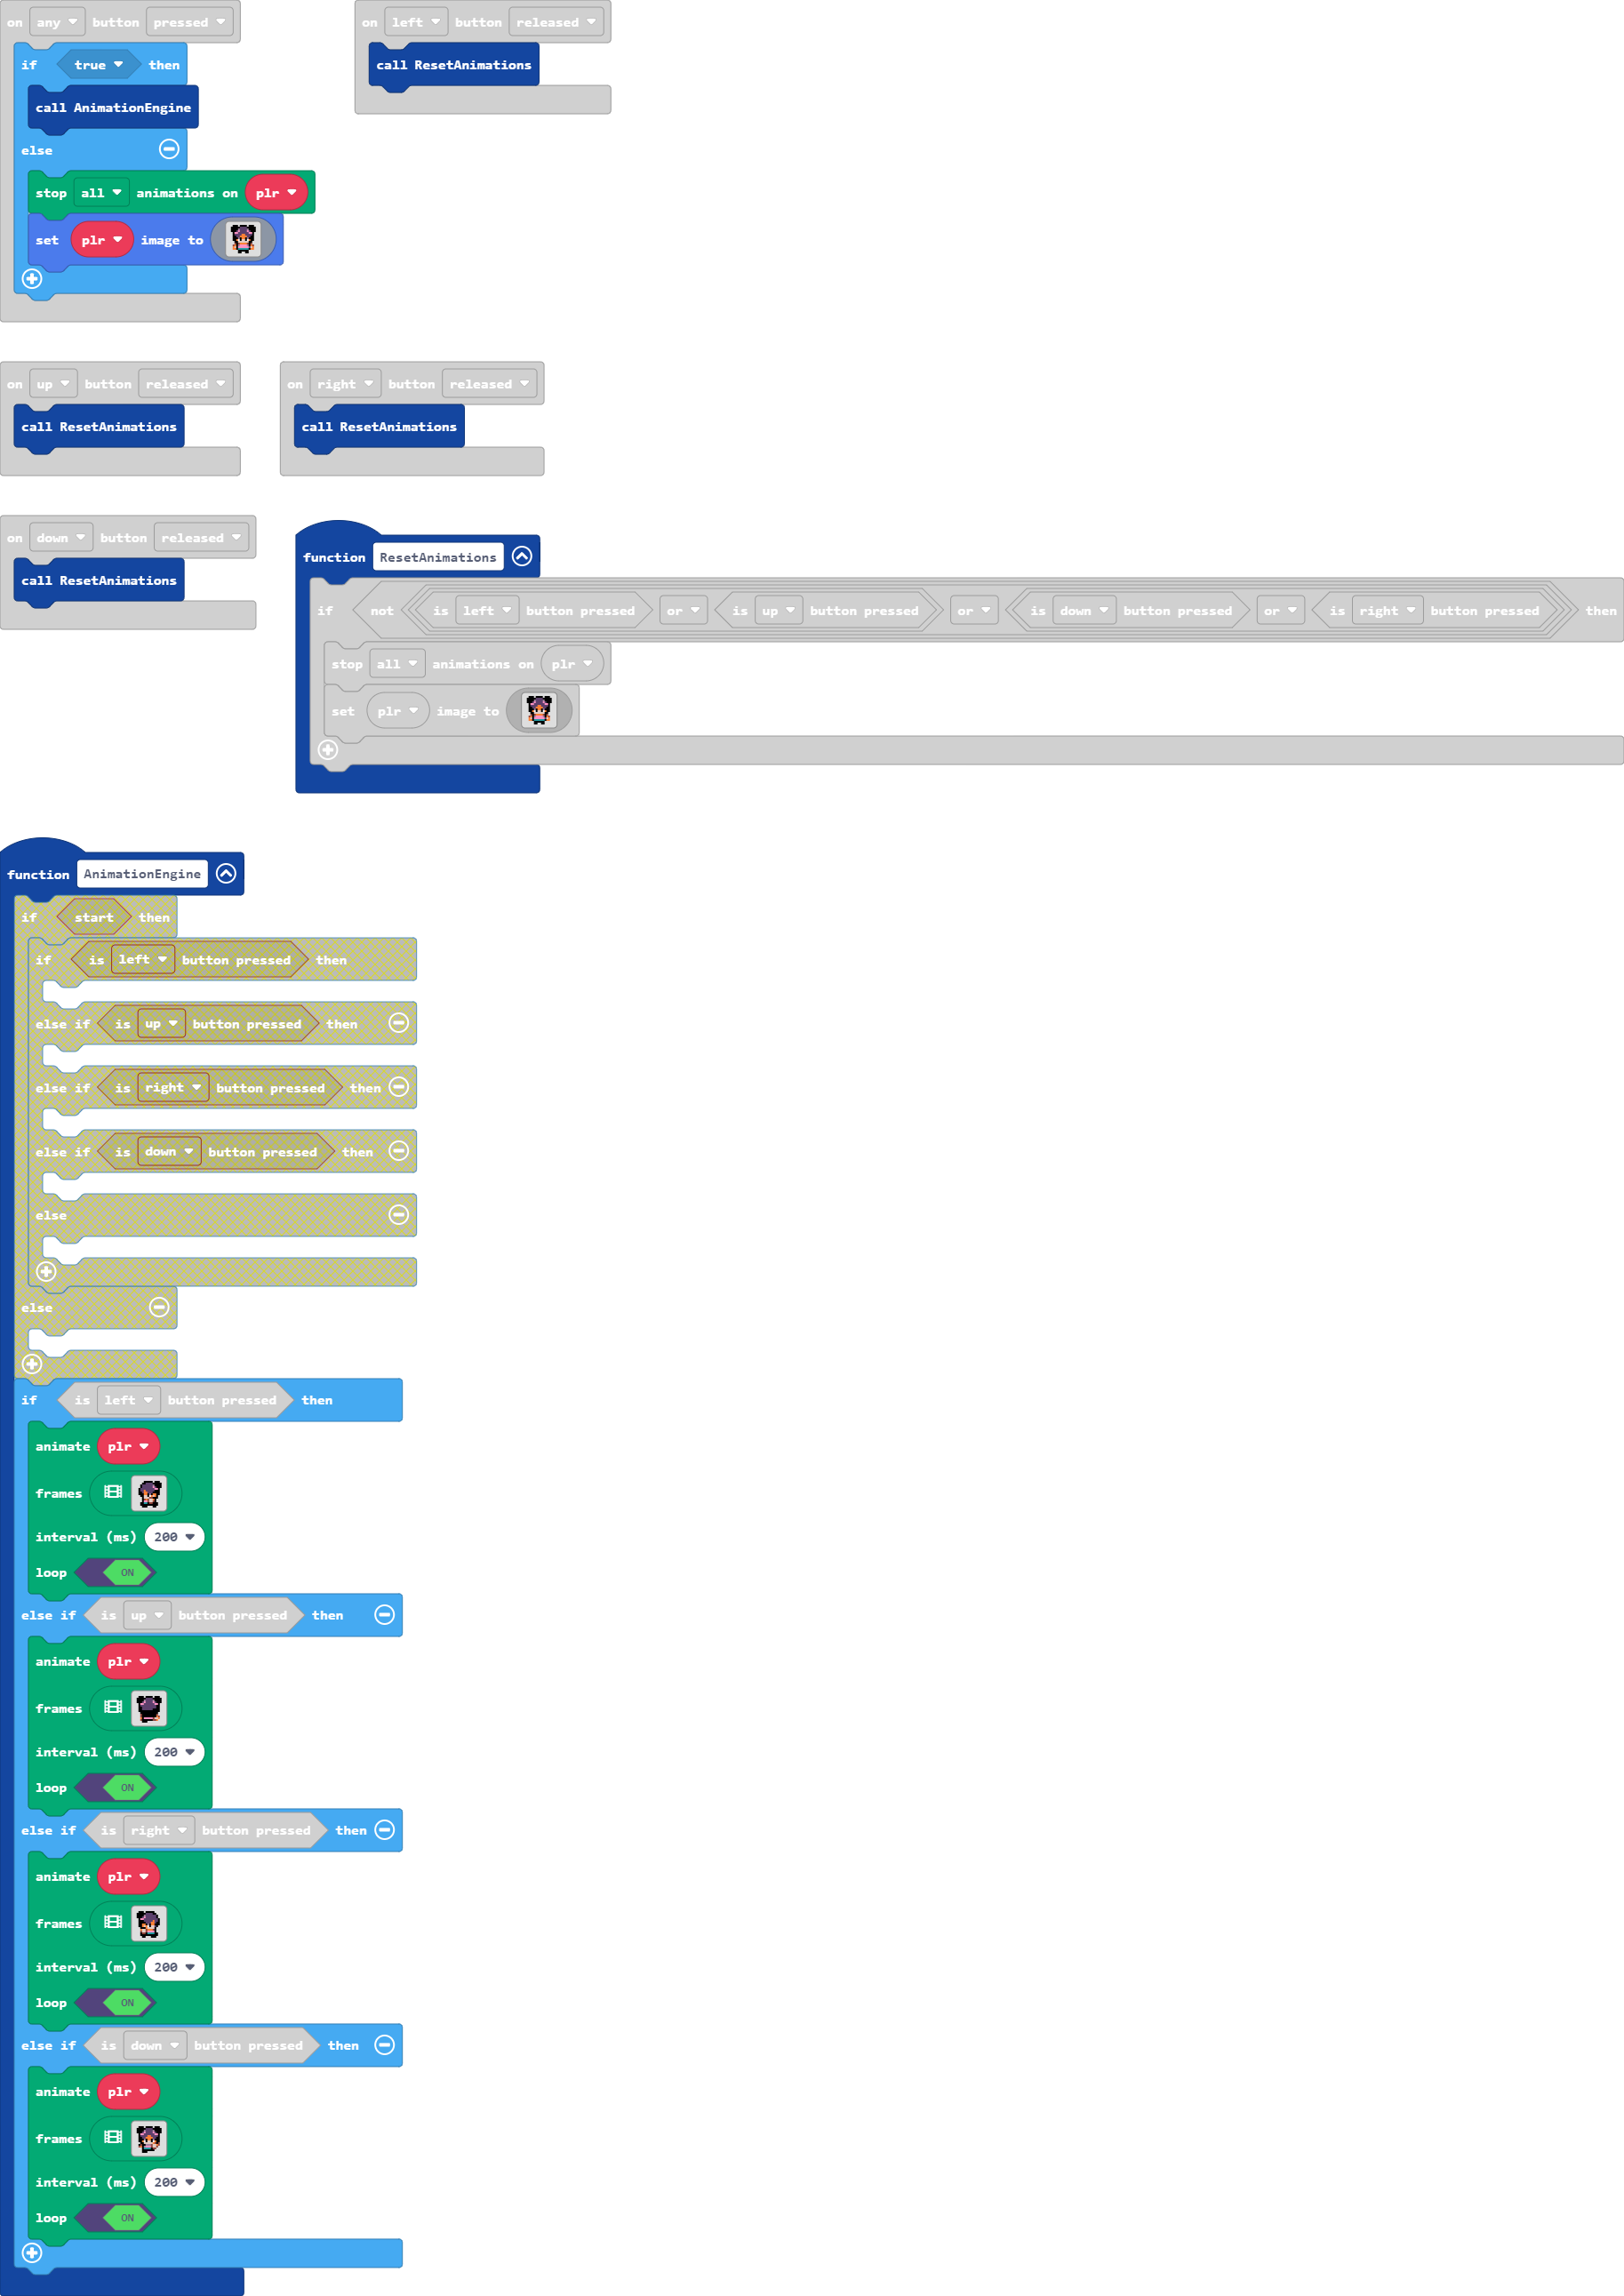 on any button pressed
if true then
call AnimationEngine
else
stop all animations on plr
set plr image to
on left button released
call ResetAnimations
on up button released
call ResetAnimations
on right button released
call ResetAnimations
on down button released
call ResetAnimations
function ResetAnimations
if not is left button pressed or is up button pressed or is down button pressed or is right button pressed then
stop all animations on plr
set plr image to
function AnimationEngine
if start then
if is left button pressed then
else if is up button pressed then
else if is right button pressed then
else if is down button pressed then
else
else
if is left button pressed then
animate plr
frames
interval (ms) 200
loop ON
else if is up button pressed then
animate plr
frames
interval (ms) 200
loop ON
else if is right button pressed then
animate plr
frames
interval (ms) 200
loop ON
else if is down button pressed then
animate plr
frames
interval (ms) 200
loop ON